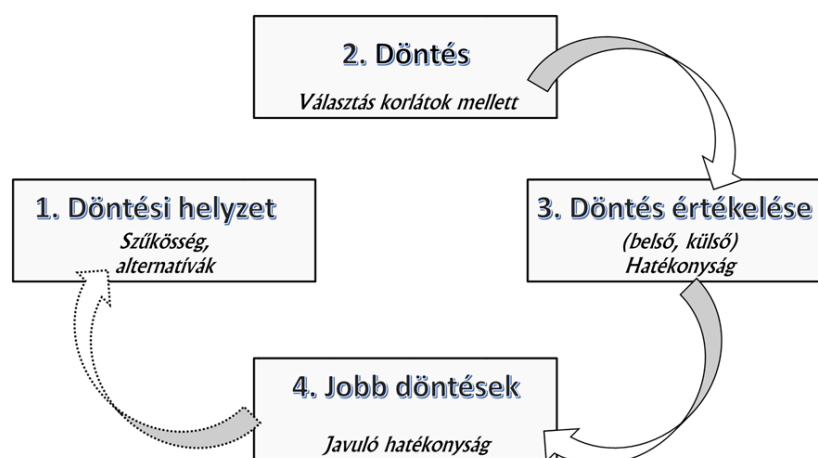 2. Döntés
Választás korlátok mellett
1. Döntési helyzet
Szűkösség,
alternatívák
3. Döntés értékelése
(belső, külső)
Hatékonyság
4. Jobb döntések
Javuló hatékonyság